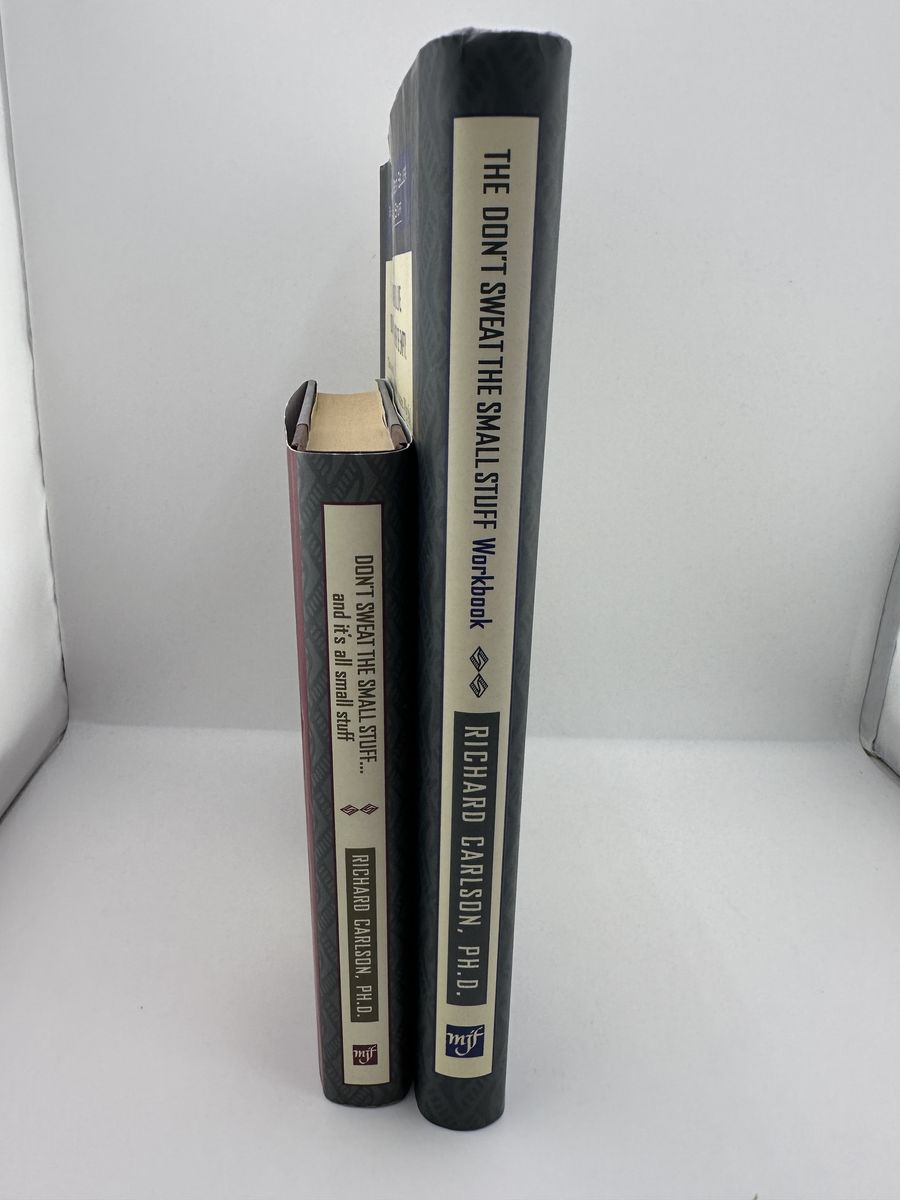 DON'T SWEAT THE SMALL STUFF...
and it's all small stuff
RICHARD CARLSON, PH.D.
mjf
THE DON'T SWEAT THE SMALL STUFF Workbook
RICHARD CARLSON, PH.D.
mjf